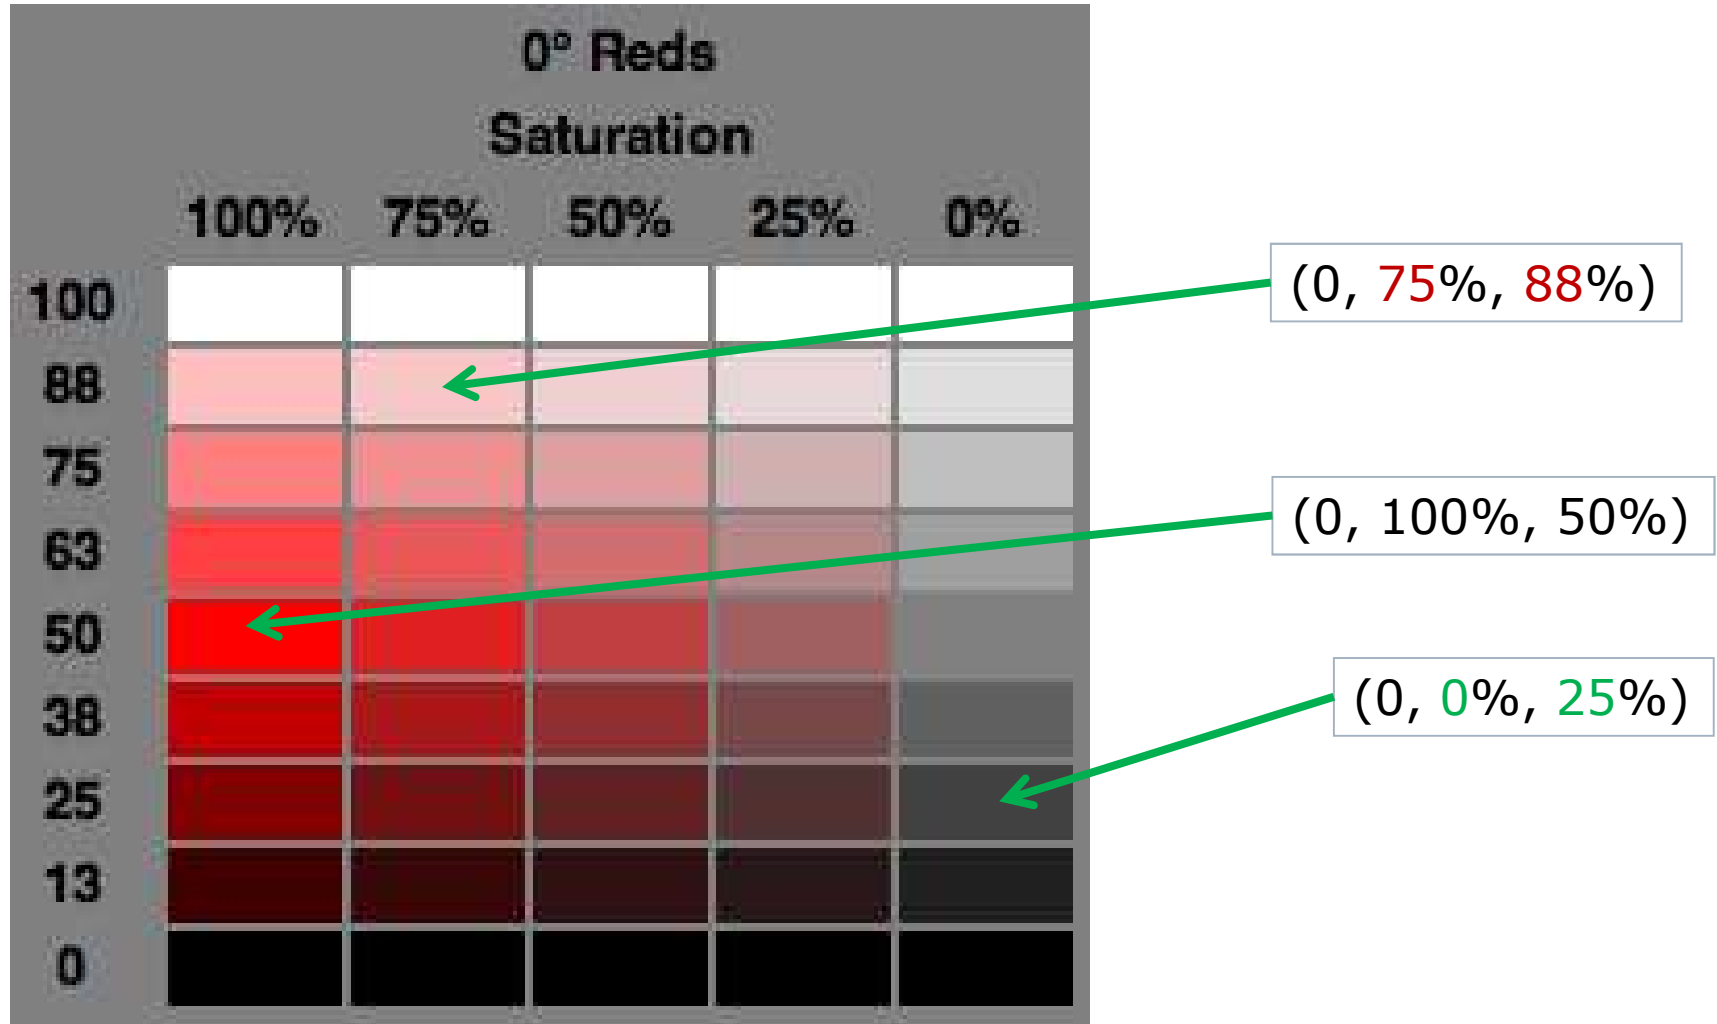 0° Reds
Saturation
100% 75% 50% 25% 0%
100
88
75
63
50
38
25
13
0
(0, 75%, 88%)
(0, 100%, 50%)
(0, 0%, 25%)